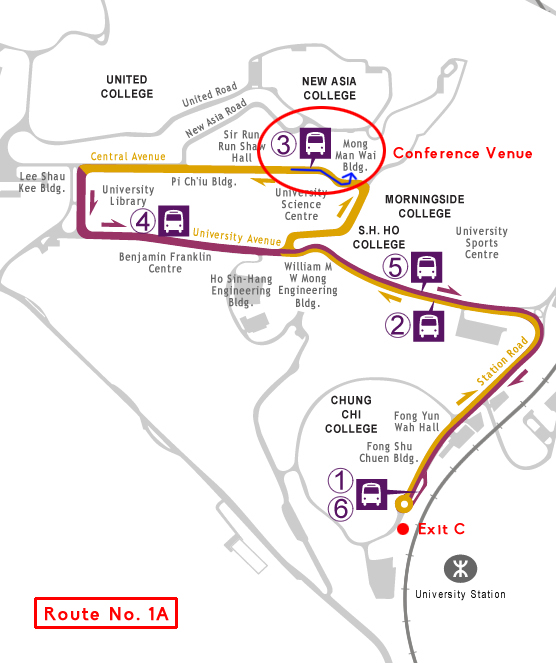 UNITED
COLLEGE
NEW ASIA
COLLEGE
United Road
New Asia Road
Sir Run
Run Shaw
Hall
3
Mong
Man Wai
Bldg.
Conference Venue
Central Avenue
Lee Shau
Kee Bldg.
Pi Ch'iu Bldg.
University
Library
University
Science
Centre
MORNINGSIDE
COLLEGE
4
University Avenue
S.H. HO
COLLEGE
University
Sports
Centre
Benjamin Franklin
Centre
5
Ho Sin-Hang
Engineering
Bldg.
William M
W Mong
Engineering
Bldg.
2
Station Road
CHUNG
CHI
COLLEGE
Fong Yun
Wah Hall
Fong Shu
Chuen Bldg.
1
6
Exit C
University Station
Route No. 1A